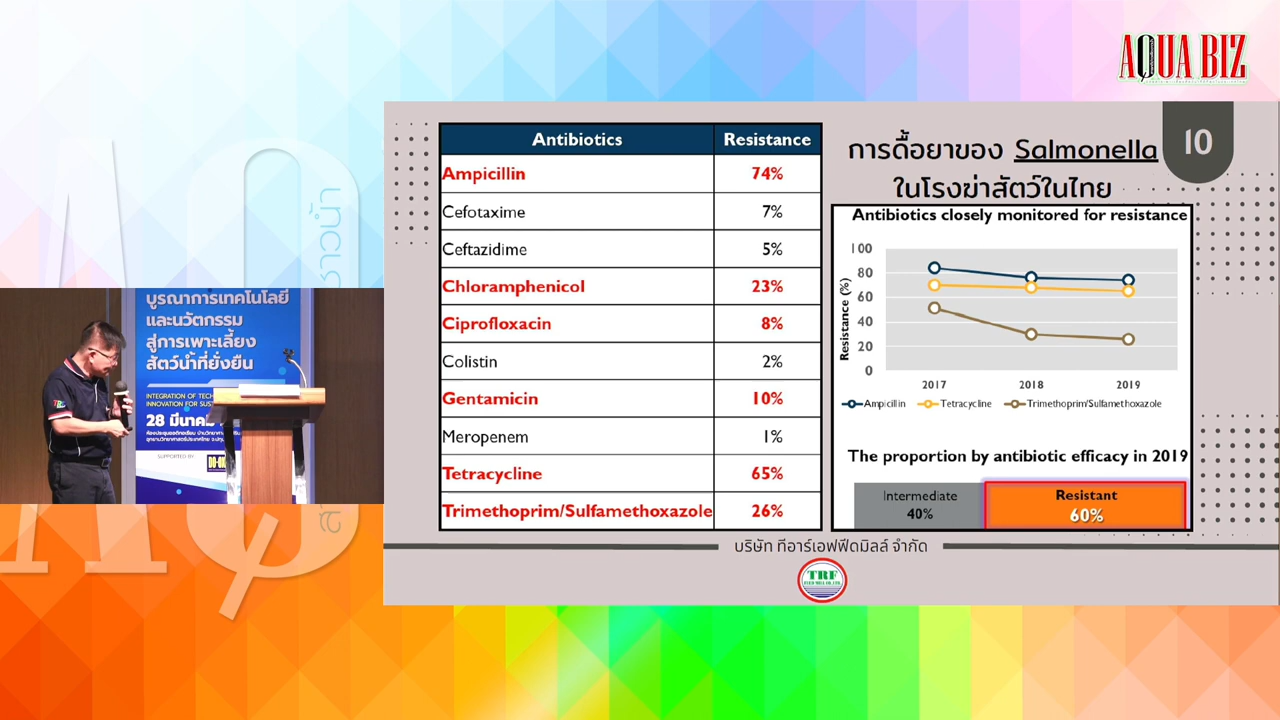 AQUA BIZ
10
การดื้อยาของ Salmonella
ในโรงฆ่าสัตว์ในไทย
Antibiotics Resistance
Ampicillin 74%
Cefotaxime 7%
Ceftazidime 5%
Chloramphenicol 23%
Ciprofloxacin 8%
Colistin 2%
Gentamicin 10%
Meropenem 1%
Tetracycline 65%
Trimethoprim/Sulfamethoxazole 26%
Antibiotics closely monitored for resistance
Resistance (%)
100
80
60
40
20
0
2017 2018 2019
Ampicillin Tetracycline Trimethoprim/Sulfamethoxazole
The proportion by antibiotic efficacy in 2019
Intermediate
40%
Resistant
60%
บริษัท ทีอาร์เอฟฟีดมิลล์ จำกัด
TRF
บูรณาการเทคโนโลยี
และนวัตกรรม
สู่การเพาะเลี้ยง
สัตว์น้ำที่ยั่งยืน
INTEGRATION OF TECH
INNOVATION FOR SUST
28 มีนาคม
SUPPORTED BY